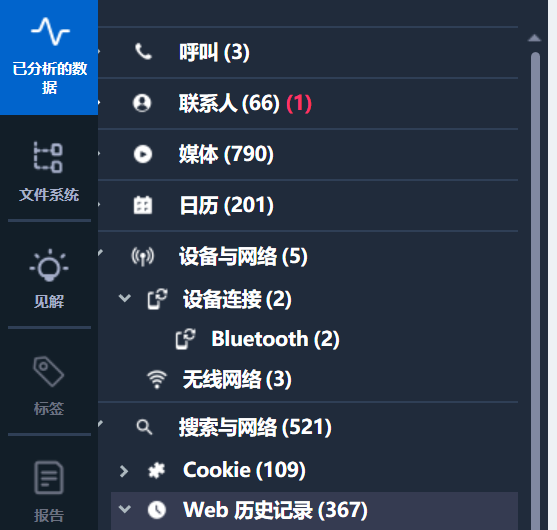 已分析的数
据
文件系统
见解
标签
报告
呼叫 (3)
联系人 (66) (1)
媒体 (790)
日历 (201)
设备与网络 (5)
设备连接 (2)
Bluetooth (2)
无线网络 (3)
搜索与网络 (521)
Cookie (109)
Web 历史记录 (367)